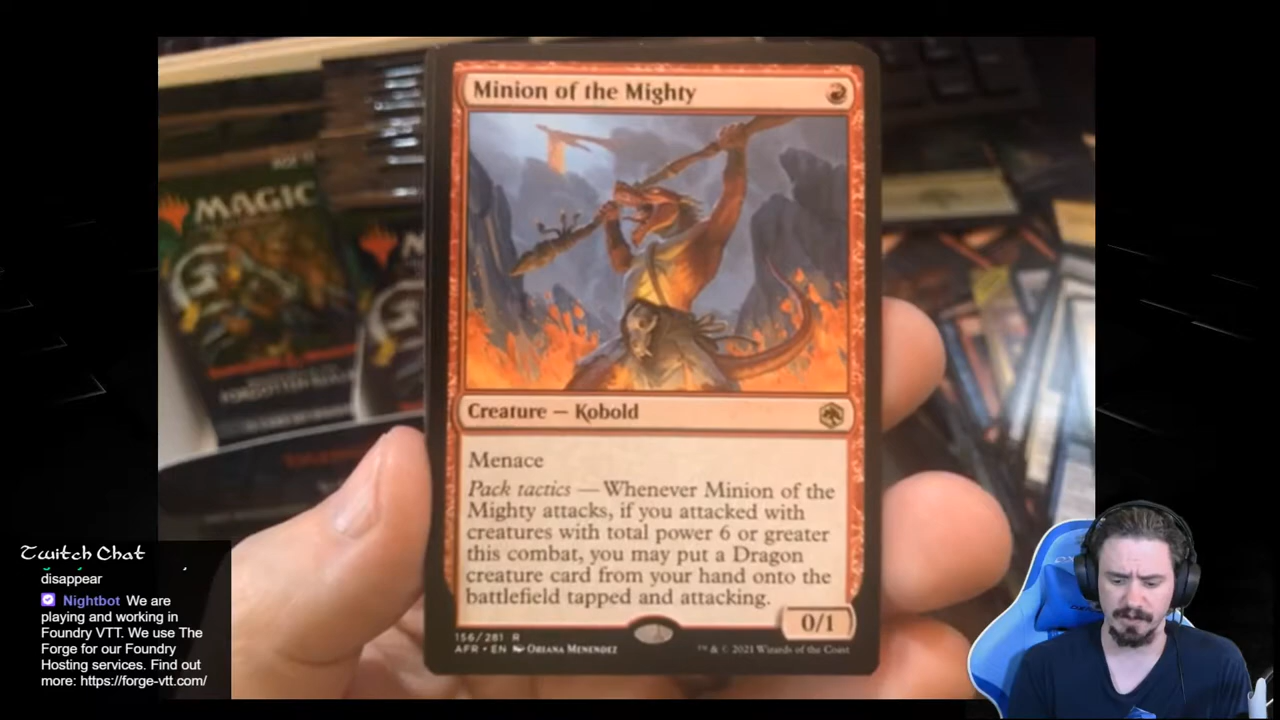 Minion of the Mighty
MAGIC
FORGOTTEN REALMS
Creature — Kobold
Menace
Pack tactics — Whenever Minion of the
Mighty attacks, if you attacked with
creatures with total power 6 or greater
this combat, you may put a Dragon
creature card from your hand onto the
battlefield tapped and attacking.
0/1
156/281 R
AFR • EN Oriana Menendez
™ & © 2021 Wizards of the Coast
Twitch Chat
disappear
Nightbot We are
playing and working in
Foundry VTT. We use The
Forge for our Foundry
Hosting services. Find out
more: https://forge-vtt.com/